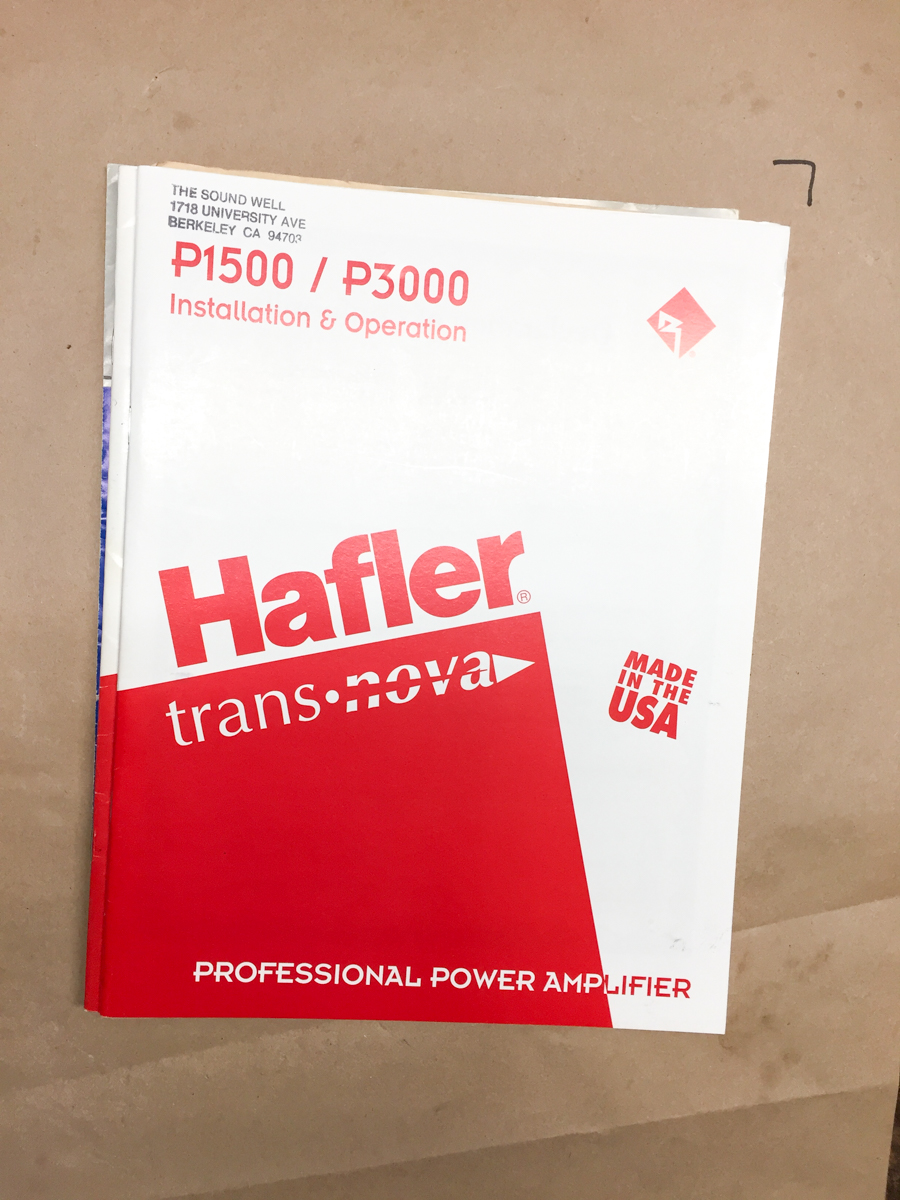 THE SOUND WELL
1718 UNIVERSITY AVE
BERKELEY CA 94703
P1500 / P3000
Installation & Operation
Hafler®
trans•nova
MADE
IN THE
USA
PROFESSIONAL POWER AMPLIFIER